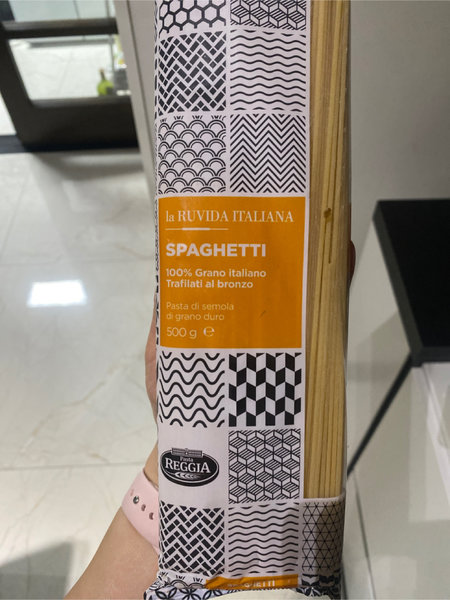 la RUVIDA ITALIANA
SPAGHETTI
100% Grano italiano
Trafilati al bronzo
Pasta di semola
di grano duro
500 g ℮
Pasta
REGGIA